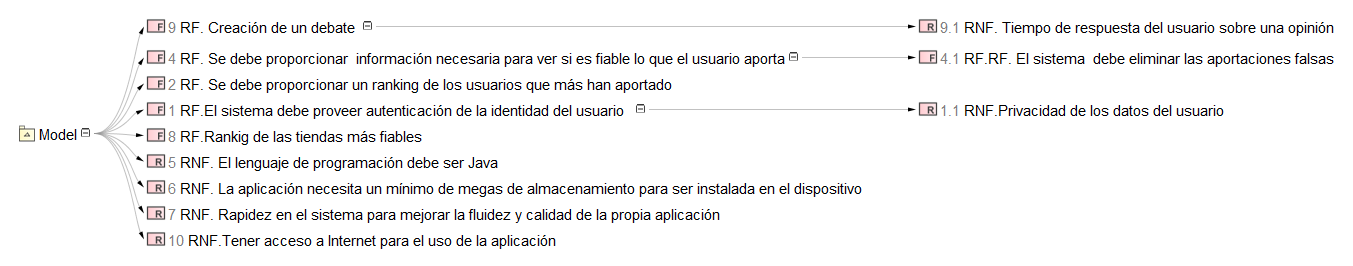 F 9 RF. Creación de un debate R 9.1 RNF. Tiempo de respuesta del usuario sobre una opinión
F 4 RF. Se debe proporcionar información necesaria para ver si es fiable lo que el usuario aporta F 4.1 RF.RF. El sistema debe eliminar las aportaciones falsas
F 2 RF. Se debe proporcionar un ranking de los usuarios que más han aportado
F 1 RF.El sistema debe proveer autenticación de la identidad del usuario R 1.1 RNF.Privacidad de los datos del usuario
Model F 8 RF.Rankig de las tiendas más fiables
R 5 RNF. El lenguaje de programación debe ser Java
R 6 RNF. La aplicación necesita un mínimo de megas de almacenamiento para ser instalada en el dispositivo
R 7 RNF. Rapidez en el sistema para mejorar la fluidez y calidad de la propia aplicación
R 10 RNF.Tener acceso a Internet para el uso de la aplicación